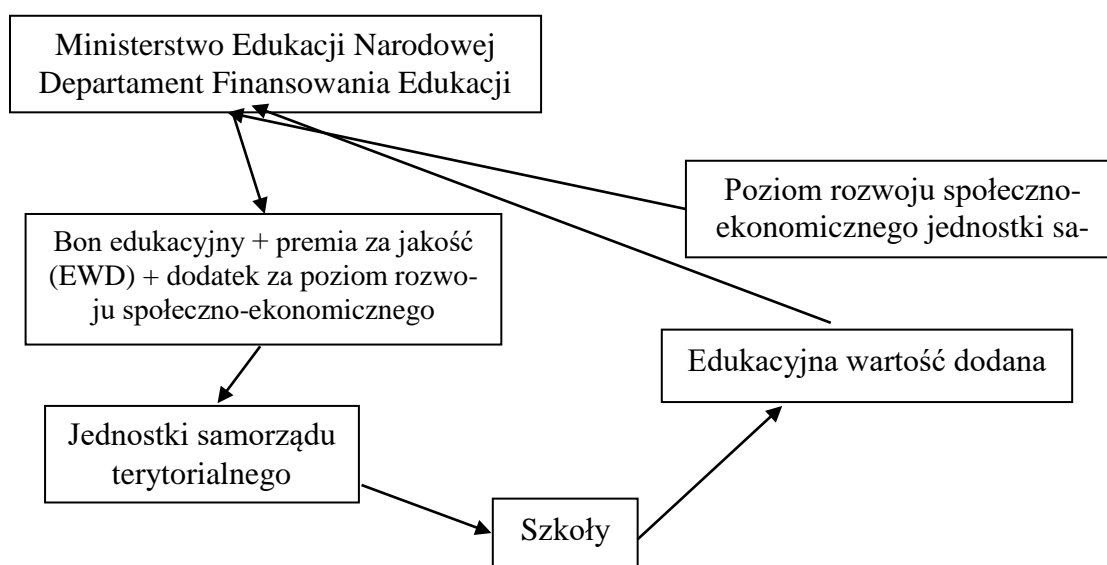 Ministerstwo Edukacji Narodowej
Departament Finansowania Edukacji
Poziom rozwoju społeczno-
ekonomicznego jednostki sa-
Bon edukacyjny + premia za jakość
(EWD) + dodatek za poziom rozwo-
ju społeczno-ekonomicznego
Edukacyjna wartość dodana
Jednostki samorządu
terytorialnego
Szkoły